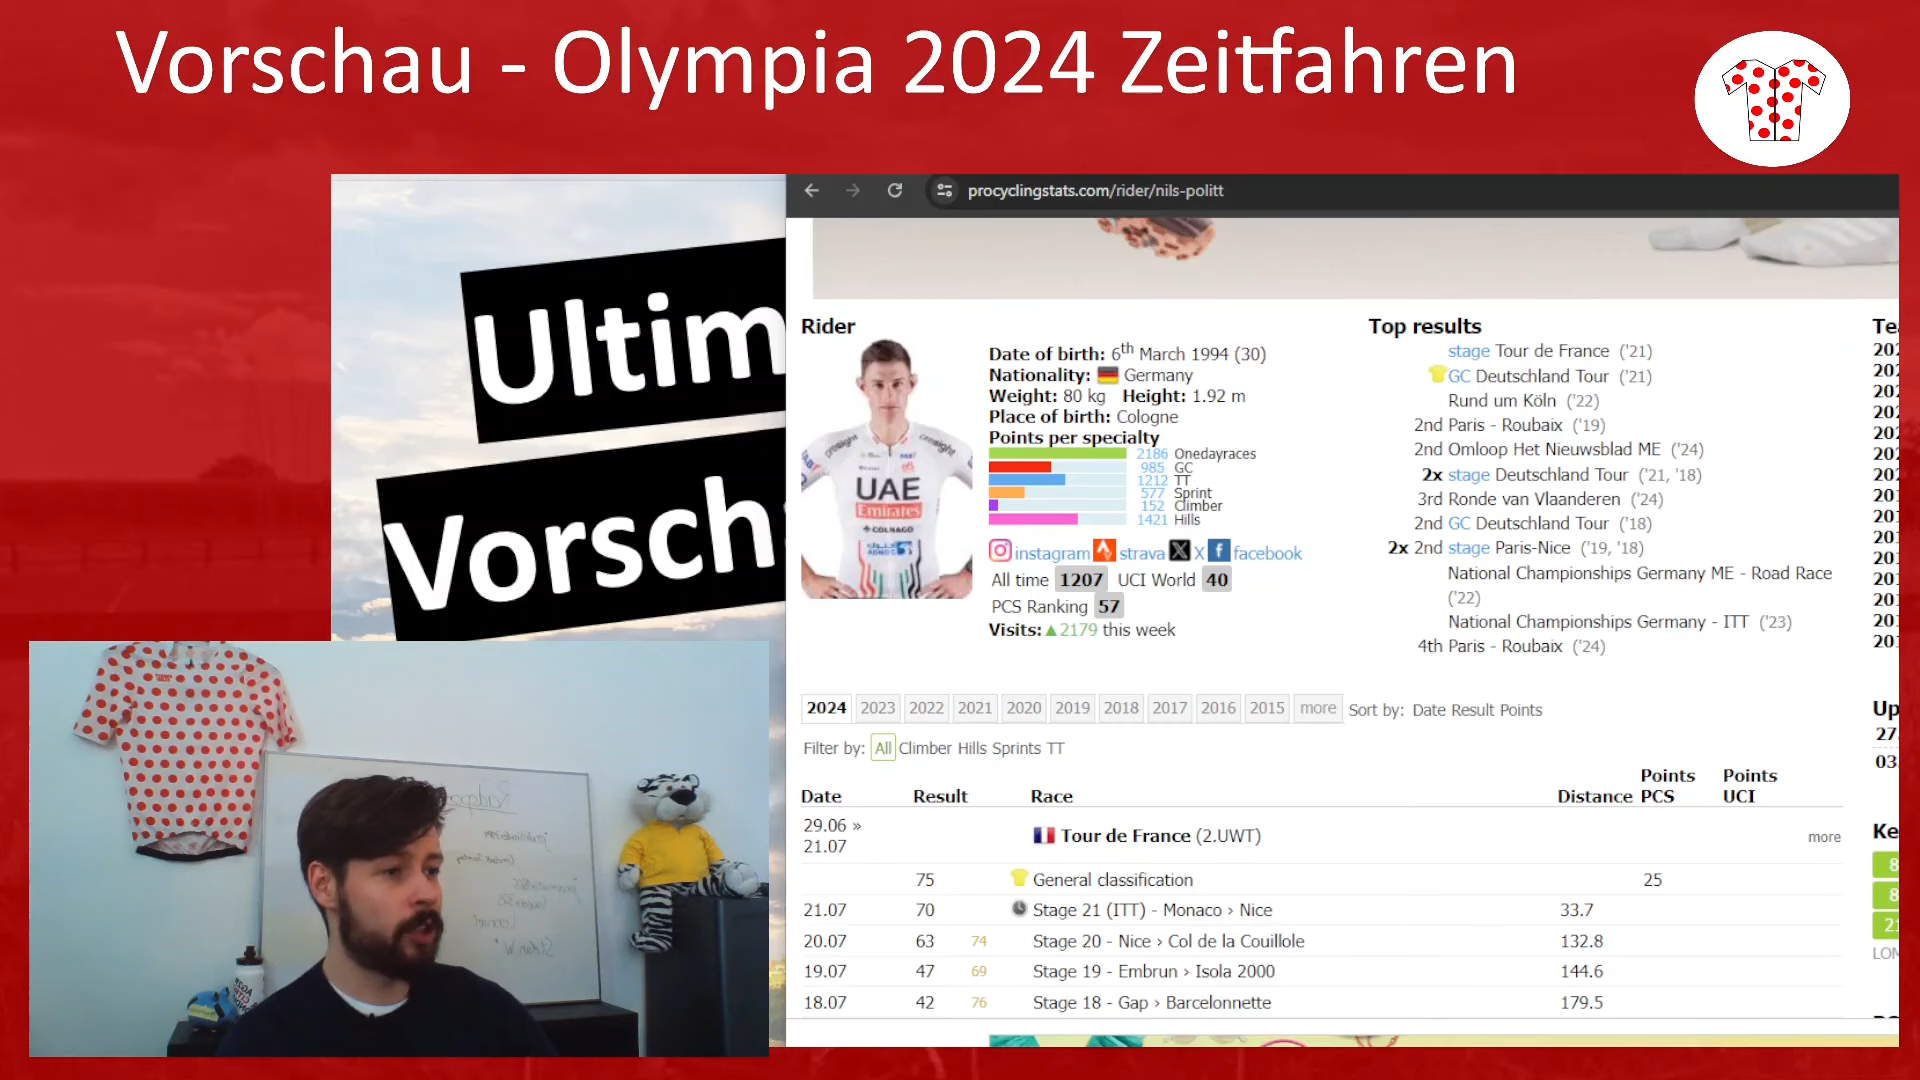 Vorschau - Olympia 2024 Zeitfahren
procyclingstats.com/rider/nils-politt
Ultim
Vorsch
Rider
Date of birth: 6th March 1994 (30)
Nationality: Germany
Weight: 80 kg Height: 1.92 m
Place of birth: Cologne
Points per specialty
2186 Onedayraces
985 GC
1212 TT
577 Sprint
152 Climber
1421 Hills
instagram strava X facebook
All time 1207 UCI World 40
PCS Ranking 57
Visits: ▲2179 this week
UAE
Emirates
COLNAGO
Top results
stage Tour de France ('21)
GC Deutschland Tour ('21)
Rund um Köln ('22)
2nd Paris - Roubaix ('19)
2nd Omloop Het Nieuwsblad ME ('24)
2x stage Deutschland Tour ('21, '18)
3rd Ronde van Vlaanderen ('24)
2nd GC Deutschland Tour ('18)
2x 2nd stage Paris-Nice ('19, '18)
National Championships Germany ME - Road Race
('22)
National Championships Germany - ITT ('23)
4th Paris - Roubaix ('24)
2024 2023 2022 2021 2020 2019 2018 2017 2016 2015 more Sort by: Date Result Points
Filter by: All Climber Hills Sprints TT
Date Result Race Distance Points PCS Points UCI
29.06 » 21.07 Tour de France (2.UWT) more
75 General classification 25
21.07 70 Stage 21 (ITT) - Monaco › Nice 33.7
20.07 63 74 Stage 20 - Nice › Col de la Couillole 132.8
19.07 47 69 Stage 19 - Embrun › Isola 2000 144.6
18.07 42 76 Stage 18 - Gap › Barcelonnette 179.5
Up
27.
03.
Ke